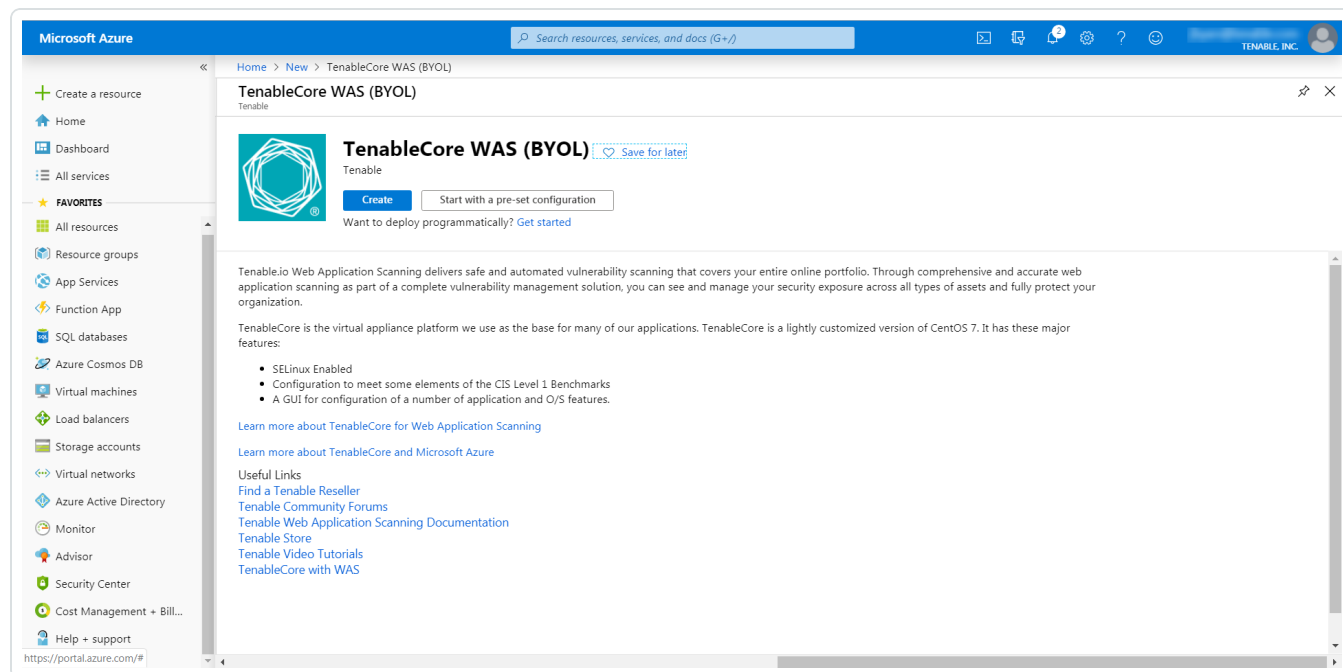 Microsoft Azure
Search resources, services, and docs (G+/)
2
TENABLE, INC.
«
Create a resource
Home
Dashboard
All services
FAVORITES
All resources
Resource groups
App Services
Function App
SQL databases
Azure Cosmos DB
Virtual machines
Load balancers
Storage accounts
Virtual networks
Azure Active Directory
Monitor
Advisor
Security Center
Cost Management + Bill...
Help + support
https://portal.azure.com/#
Home > New > TenableCore WAS (BYOL)
TenableCore WAS (BYOL)
Tenable
TenableCore WAS (BYOL) Save for later
Tenable
Create Start with a pre-set configuration
Want to deploy programmatically? Get started
Tenable.io Web Application Scanning delivers safe and automated vulnerability scanning that covers your entire online portfolio. Through comprehensive and accurate web
application scanning as part of a complete vulnerability management solution, you can see and manage your security exposure across all types of assets and fully protect your
organization.
TenableCore is the virtual appliance platform we use as the base for many of our applications. TenableCore is a lightly customized version of CentOS 7. It has these major
features:
• SELinux Enabled
• Configuration to meet some elements of the CIS Level 1 Benchmarks
• A GUI for configuration of a number of application and O/S features.
Learn more about TenableCore for Web Application Scanning
Learn more about TenableCore and Microsoft Azure
Useful Links
Find a Tenable Reseller
Tenable Community Forums
Tenable Web Application Scanning Documentation
Tenable Store
Tenable Video Tutorials
TenableCore with WAS